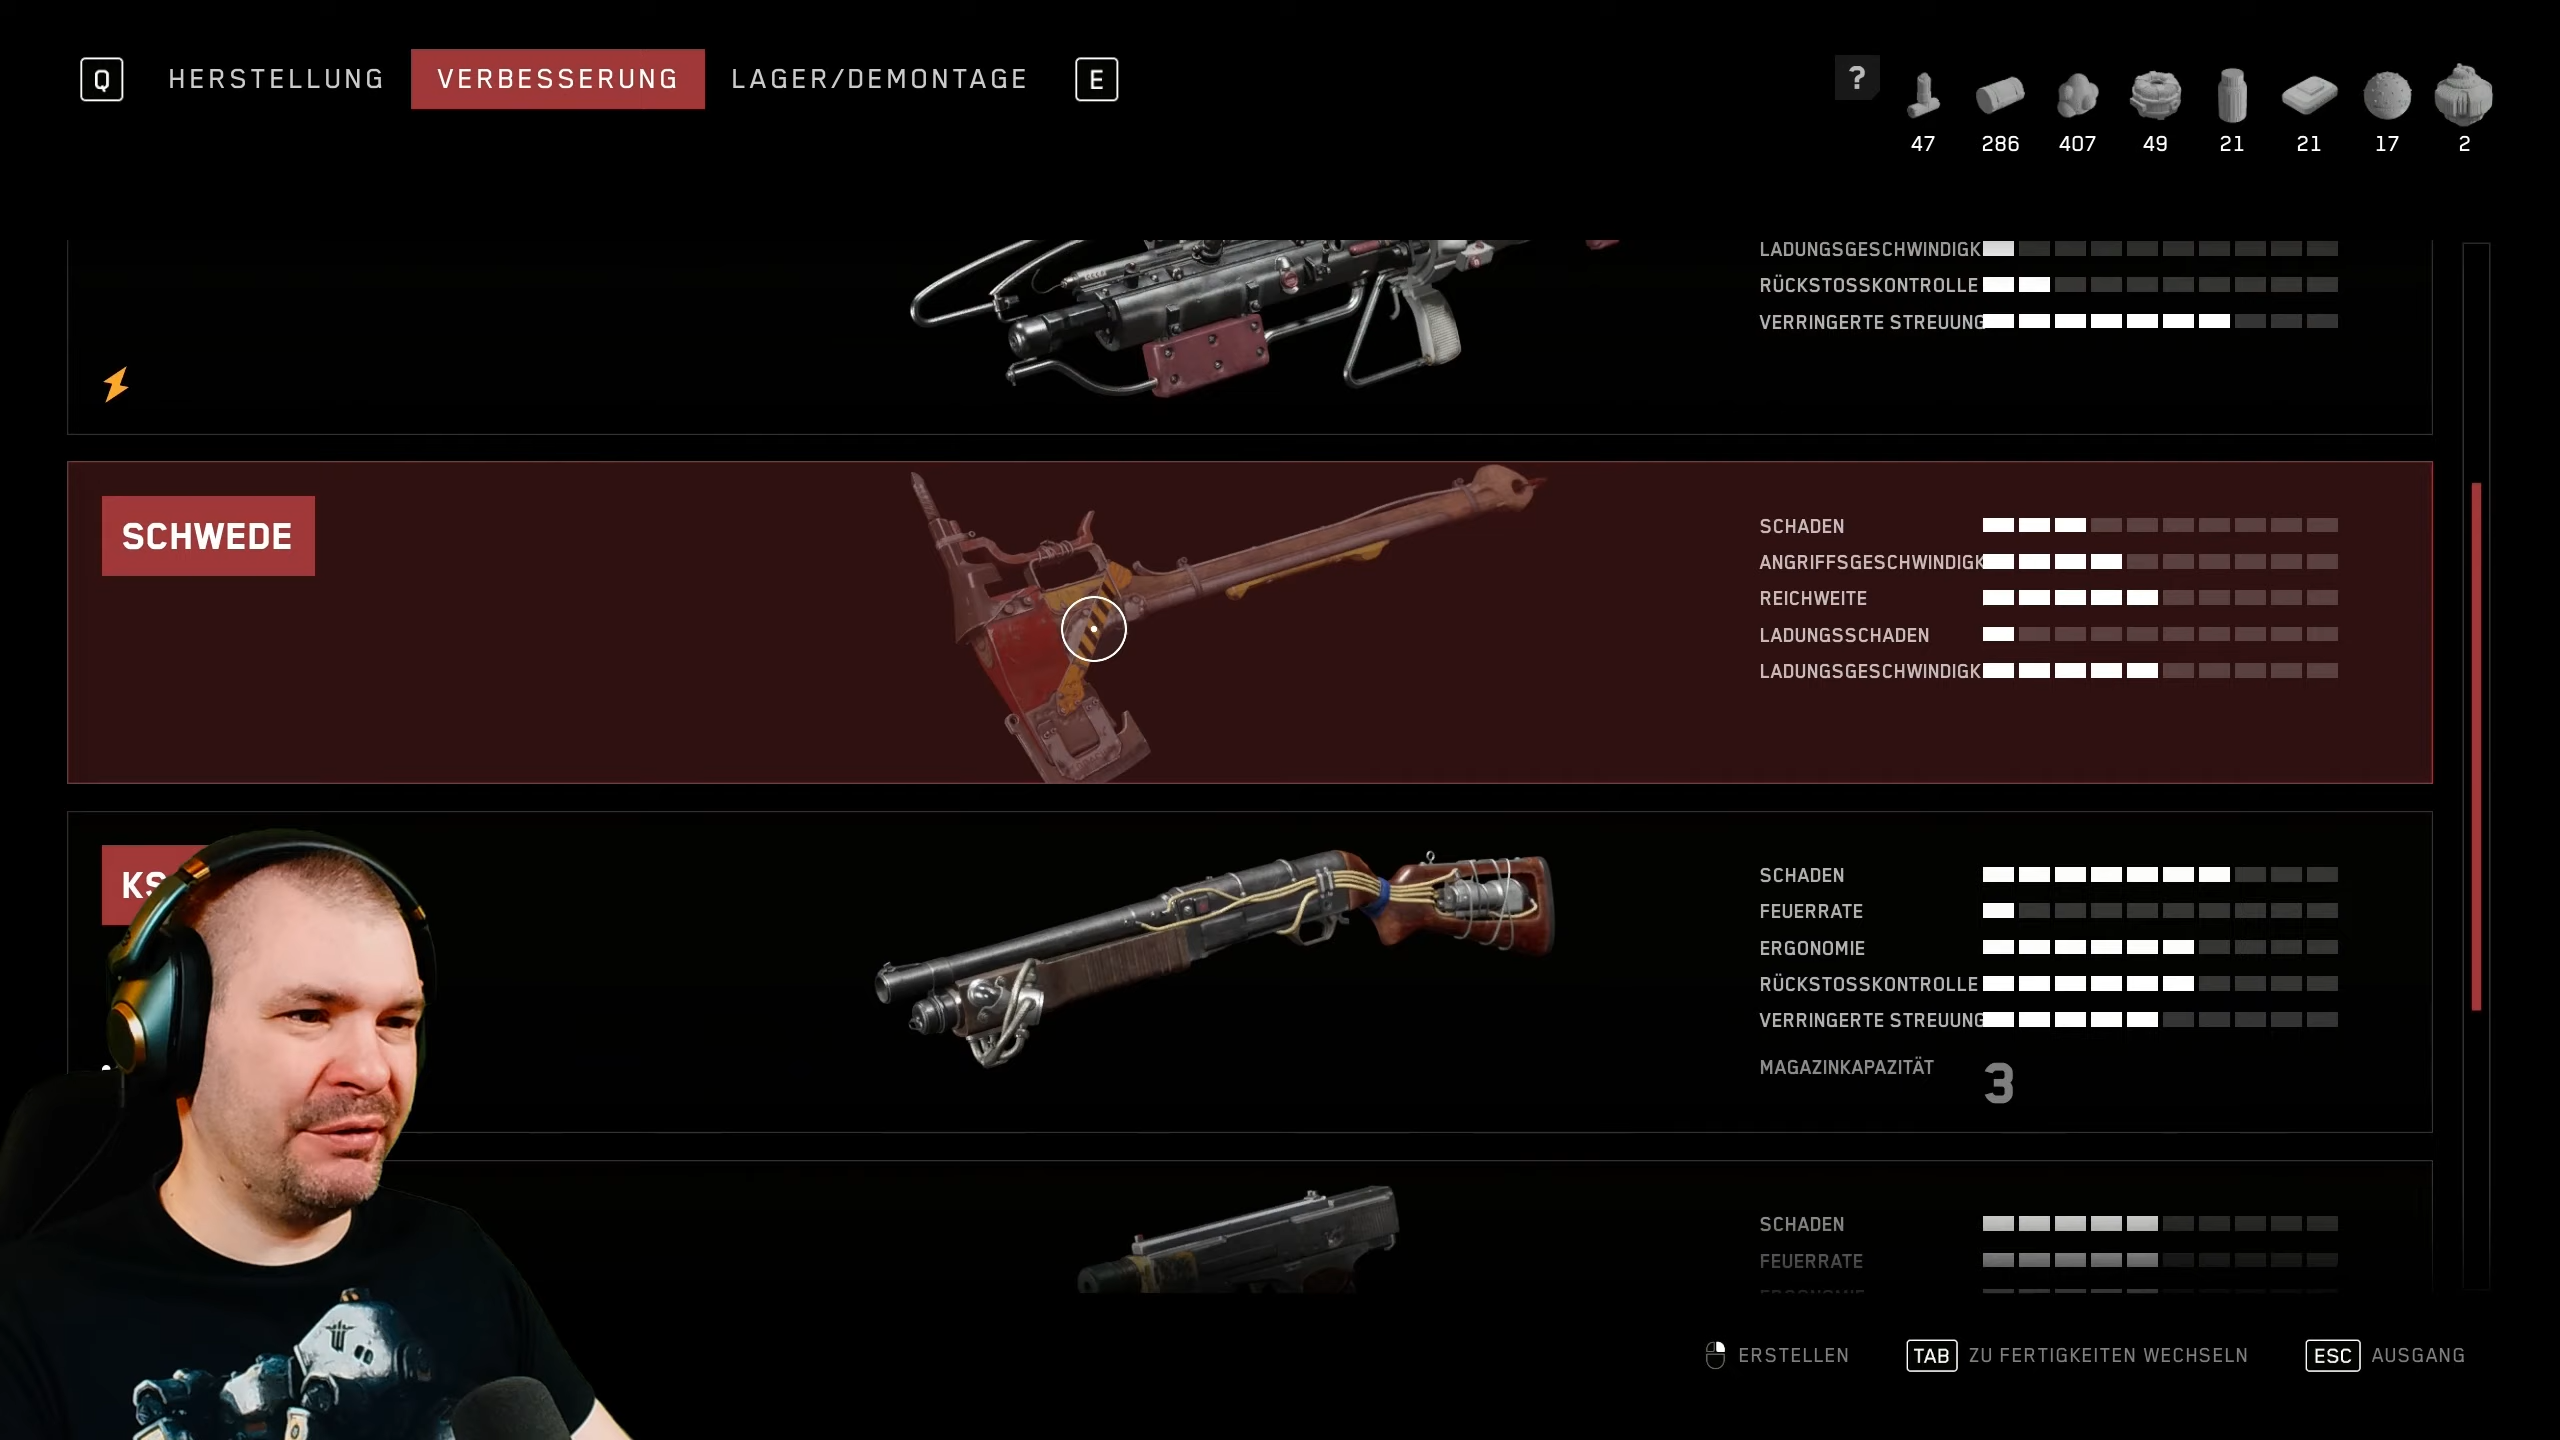 Q HERSTELLUNG VERBESSERUNG LAGER/DEMONTAGE E
?
47 286 407 49 21 21 17 2
LADUNGSGESCHWINDIGK
RÜCKSTOSSKONTROLLE
VERRINGERTE STREUUNG
SCHWEDE
SCHADEN
ANGRIFFSGESCHWINDIGK
REICHWEITE
LADUNGSSCHADEN
LADUNGSGESCHWINDIGK
KS
SCHADEN
FEUERRATE
ERGONOMIE
RÜCKSTOSSKONTROLLE
VERRINGERTE STREUUNG
MAGAZINKAPAZITÄT 3
SCHADEN
FEUERRATE
ERGONOMIE
ERSTELLEN TAB ZU FERTIGKEITEN WECHSELN ESC AUSGANG